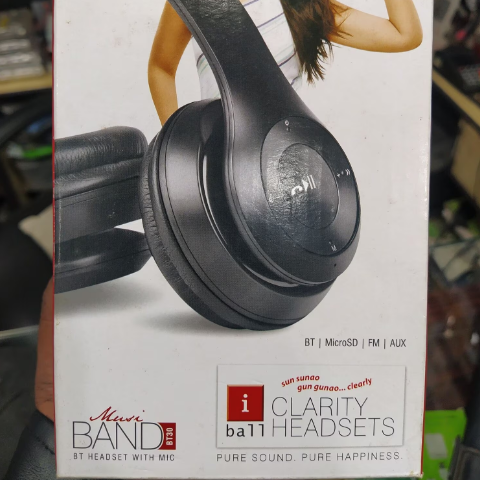 BT | MicroSD | FM | AUX
Musi
BAND BT30
BT HEADSET WITH MIC
sun sunao
gun gunao... clearly
i ball
CLARITY
HEADSETS
PURE SOUND. PURE HAPPINESS.